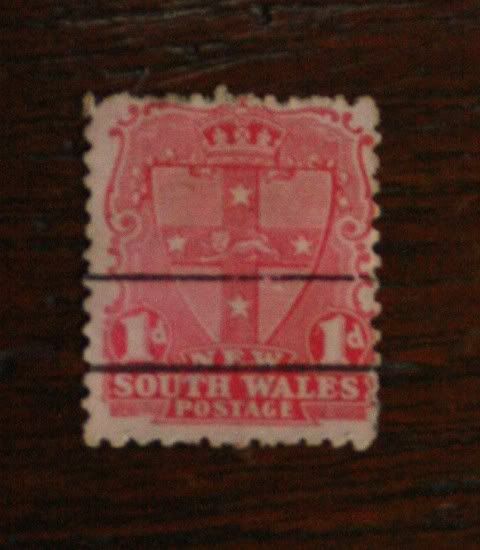 1d 1d
NEW
SOUTH WALES
POSTAGE